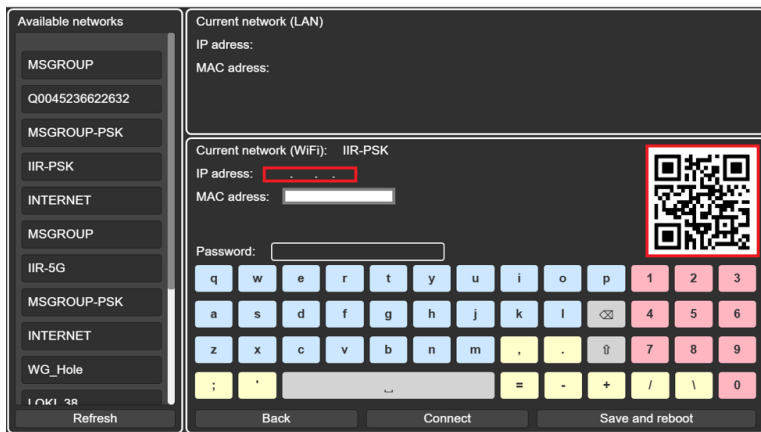 Available networks
MSGROUP
Q0045236622632
MSGROUP-PSK
IIR-PSK
INTERNET
MSGROUP
IIR-5G
MSGROUP-PSK
INTERNET
WG_Hole
LOKI_38
Refresh
Current network (LAN)
IP adress:
MAC adress:
Current network (WiFi): IIR-PSK
IP adress: . . .
MAC adress:
Password:
q w e r t y u i o p 1 2 3
a s d f g h j k l ⌫ 4 5 6
z x c v b n m , . ⇧ 7 8 9
; ' ⎵ = - + / \ 0
Back Connect Save and reboot